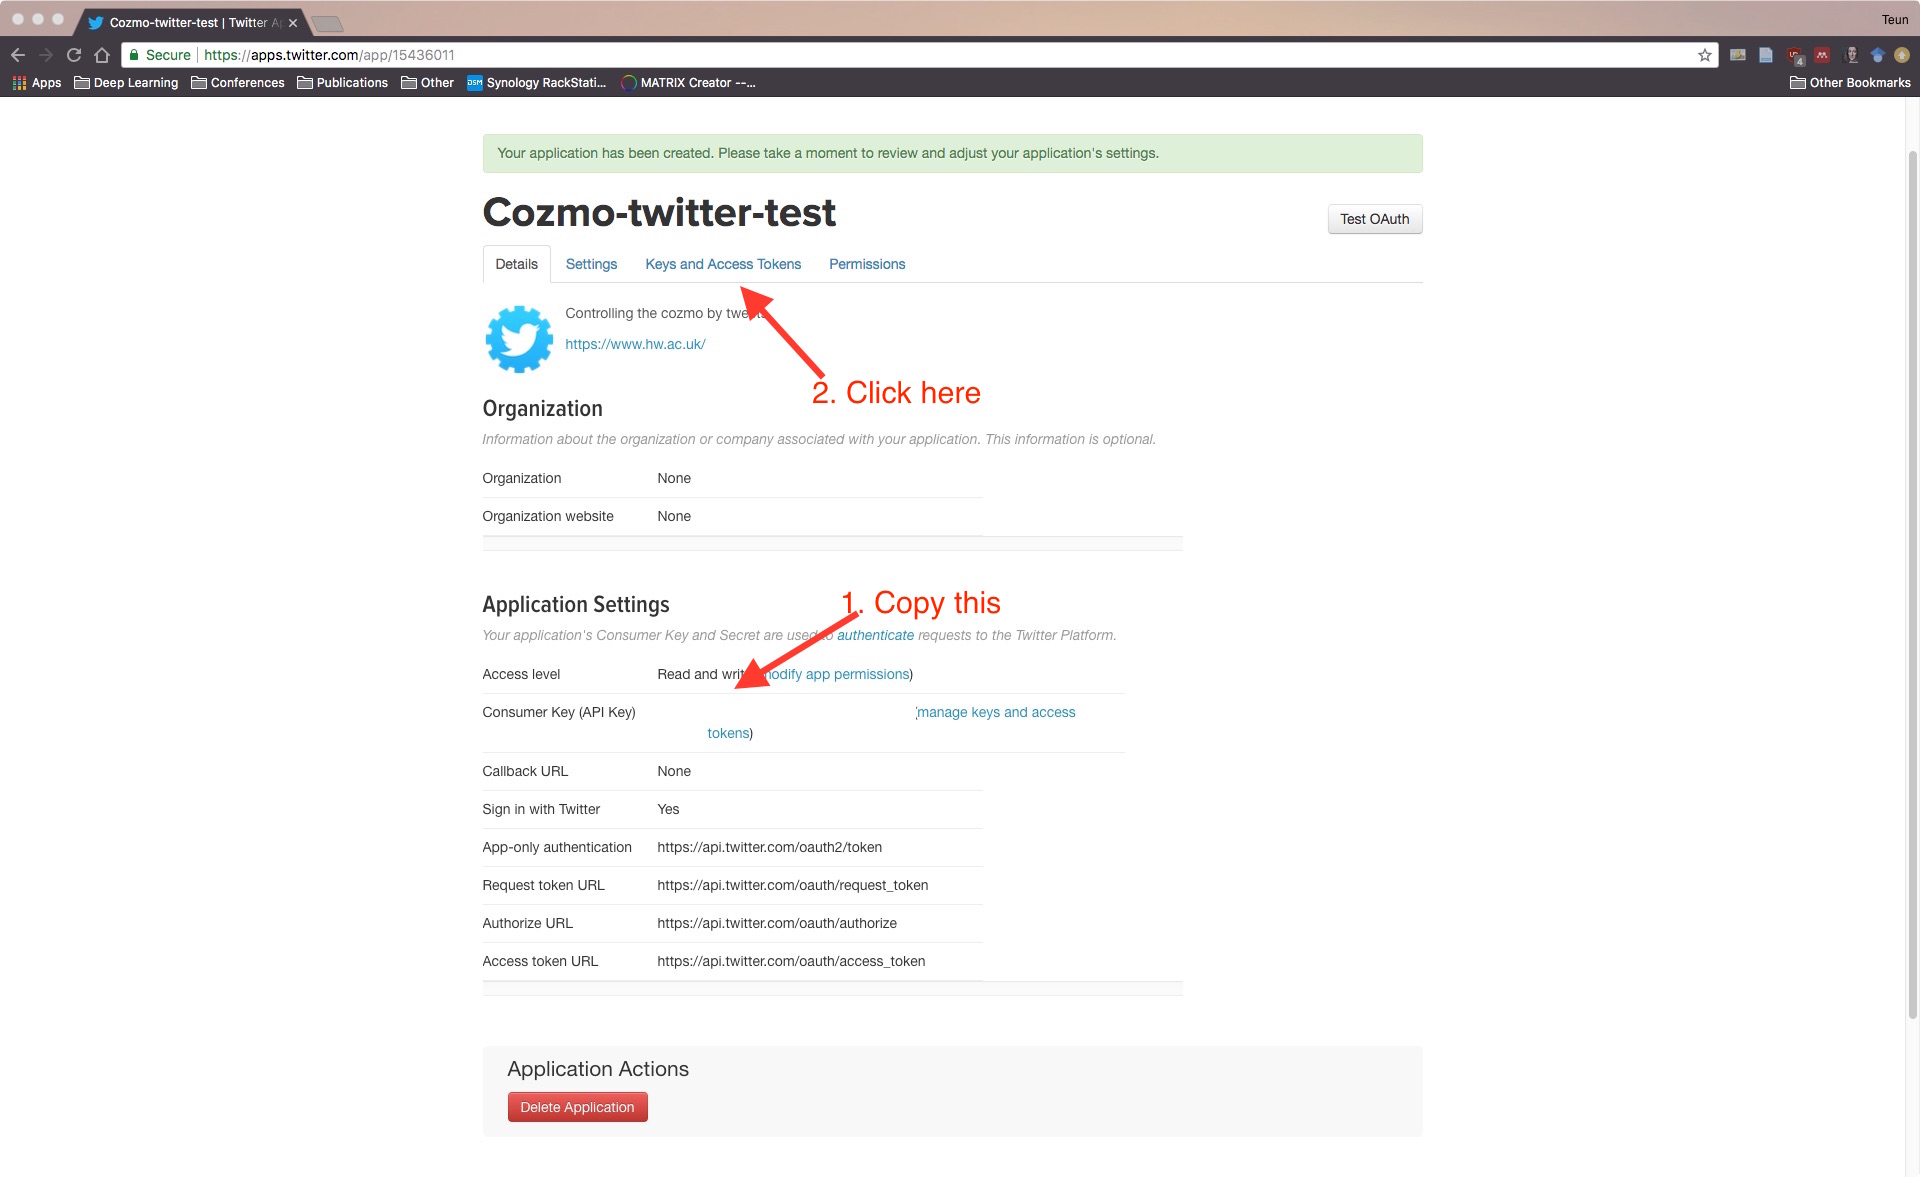 Cozmo-twitter-test | Twitter Ap
Teun
Secure https://apps.twitter.com/app/15436011
4
Apps Deep Learning Conferences Publications Other DSM Synology RackStati... MATRIX Creator --... Other Bookmarks
Your application has been created. Please take a moment to review and adjust your application's settings.
Cozmo-twitter-test
Test OAuth
Details Settings Keys and Access Tokens Permissions
Controlling the cozmo by tweets
https://www.hw.ac.uk/
2. Click here
Organization
Information about the organization or company associated with your application. This information is optional.
Organization None
Organization website None
1. Copy this
Application Settings
Your application's Consumer Key and Secret are used to authenticate requests to the Twitter Platform.
Access level Read and write (modify app permissions)
Consumer Key (API Key) (manage keys and access
tokens)
Callback URL None
Sign in with Twitter Yes
App-only authentication https://api.twitter.com/oauth2/token
Request token URL https://api.twitter.com/oauth/request_token
Authorize URL https://api.twitter.com/oauth/authorize
Access token URL https://api.twitter.com/oauth/access_token
Application Actions
Delete Application